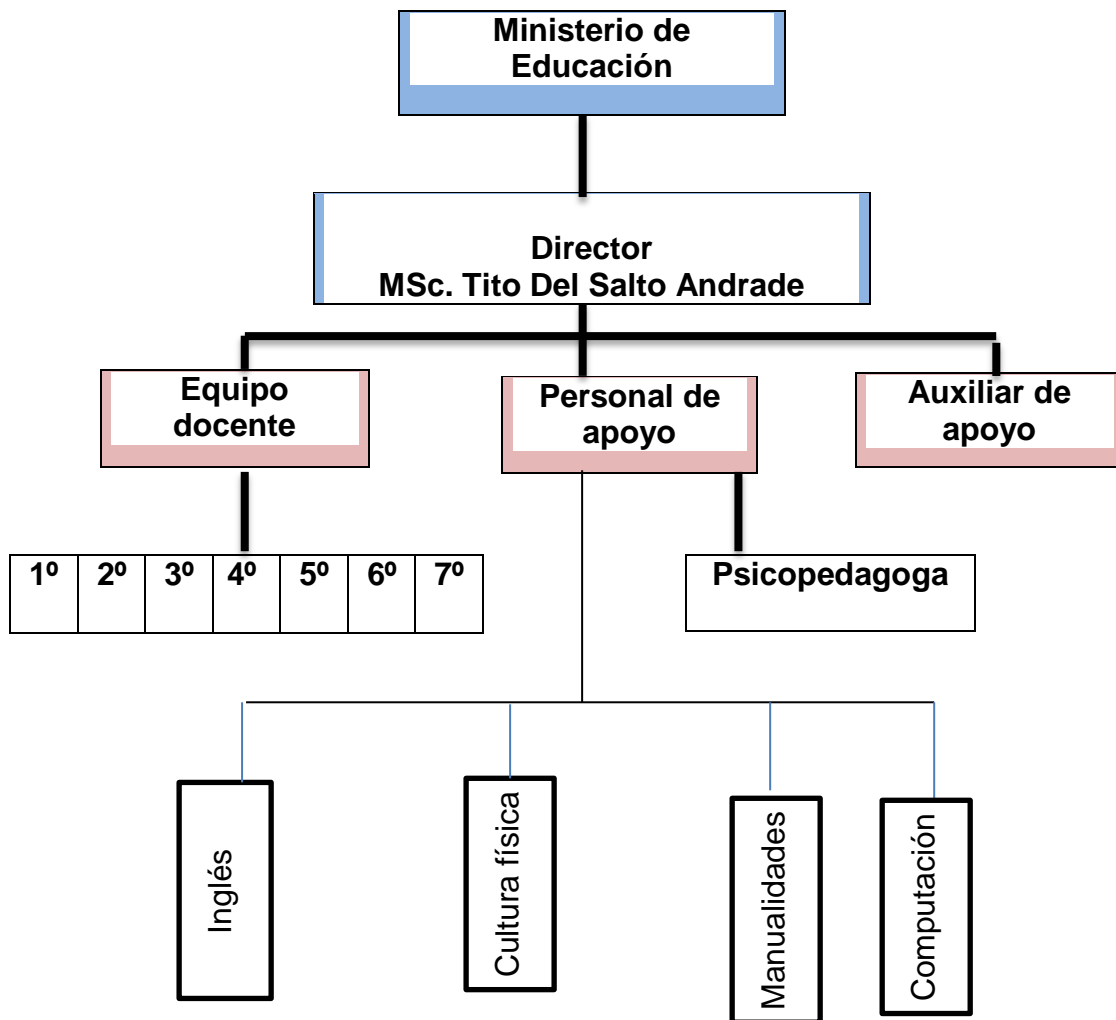 Ministerio de
Educación
Director
MSc. Tito Del Salto Andrade
Equipo
docente
Personal de
apoyo
Auxiliar de
apoyo
1º 2º 3º 4º 5º 6º 7º
Psicopedagoga
Inglés
Cultura física
Manualidades
Computación